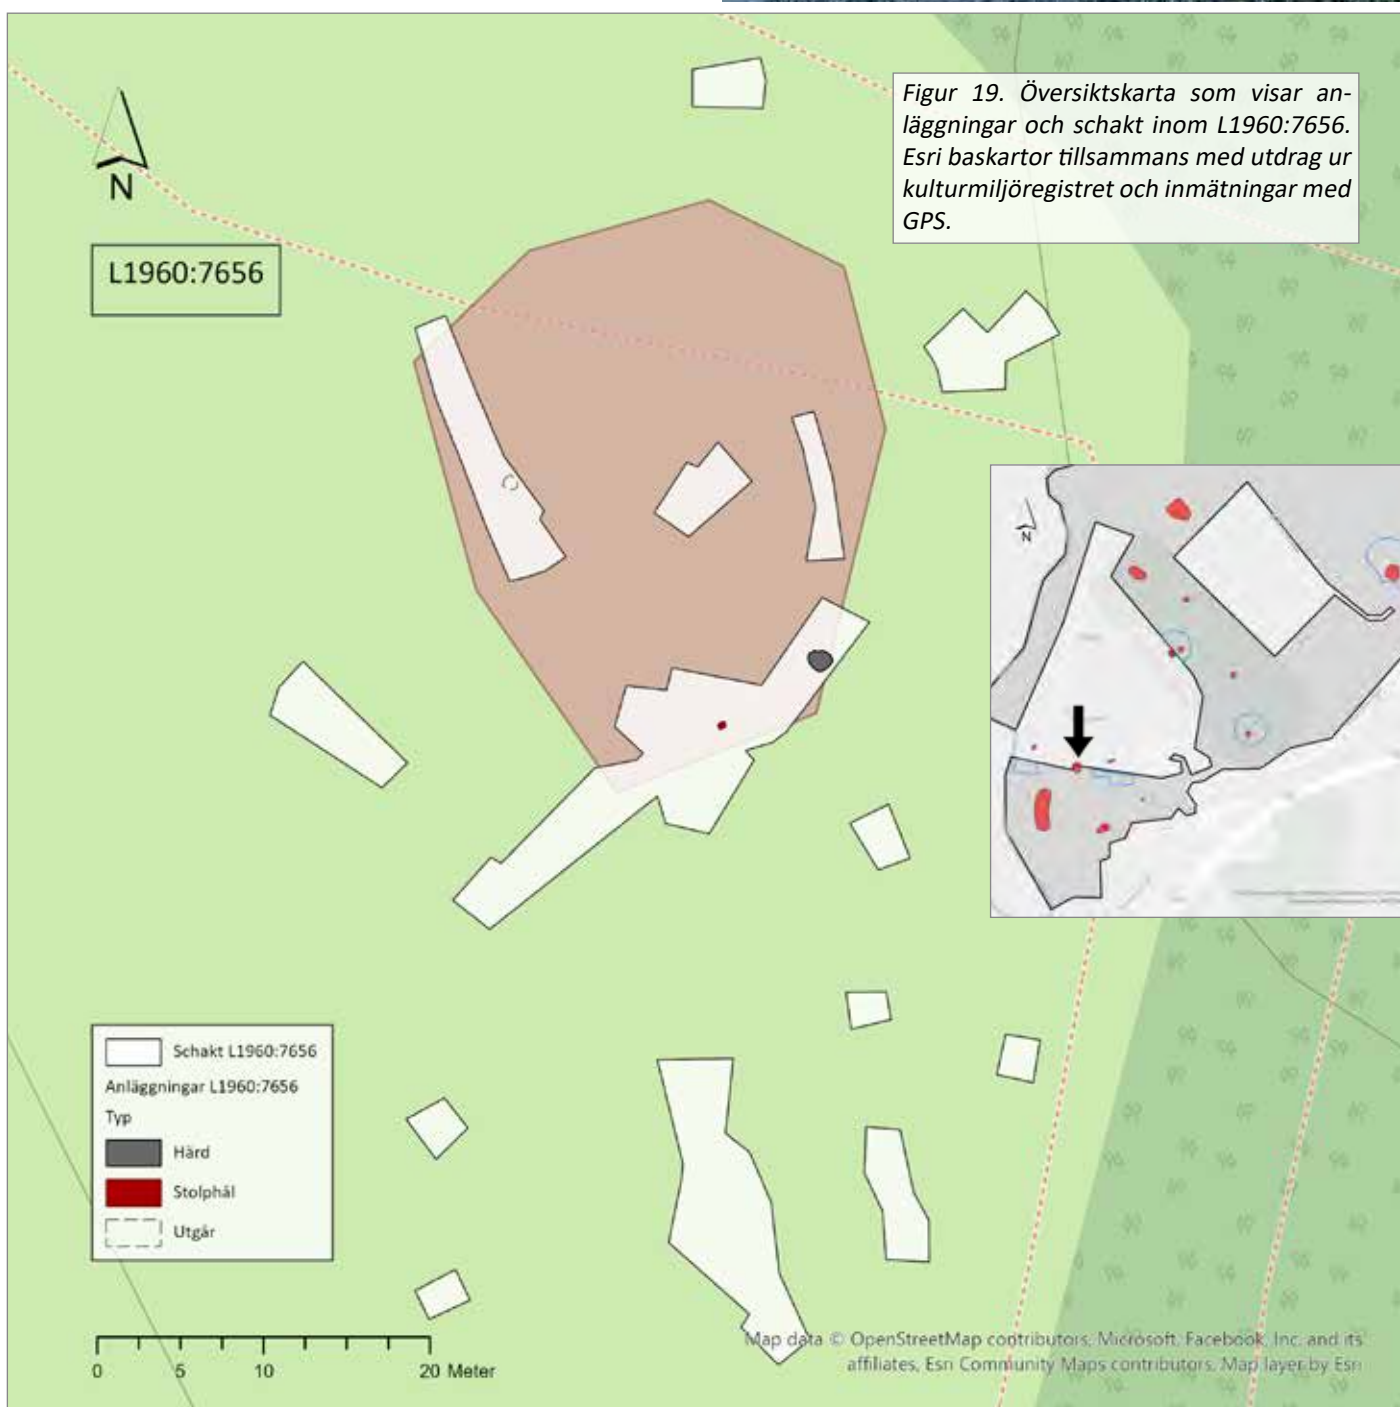 Figur 19. Översiktskarta som visar an-
läggningar och schakt inom L1960:7656.
Esri baskartor tillsammans med utdrag ur
kulturmiljöregistret och inmätningar med
GPS.
N
L1960:7656
N
Schakt L1960:7656
Anläggningar L1960:7656
Typ
Härd
Stolphål
Utgår
0 5 10 20 Meter
Map data © OpenStreetMap contributors, Microsoft, Facebook, Inc. and its
affiliates, Esri Community Maps contributors, Map layer by Esri